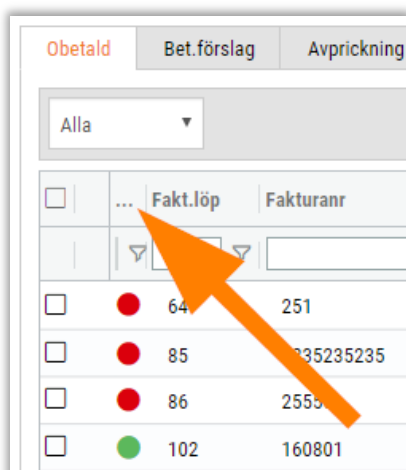 Obetald Bet.förslag Avprickning
Alla
... Fakt.löp Fakturanr
251
85
86
102 160801